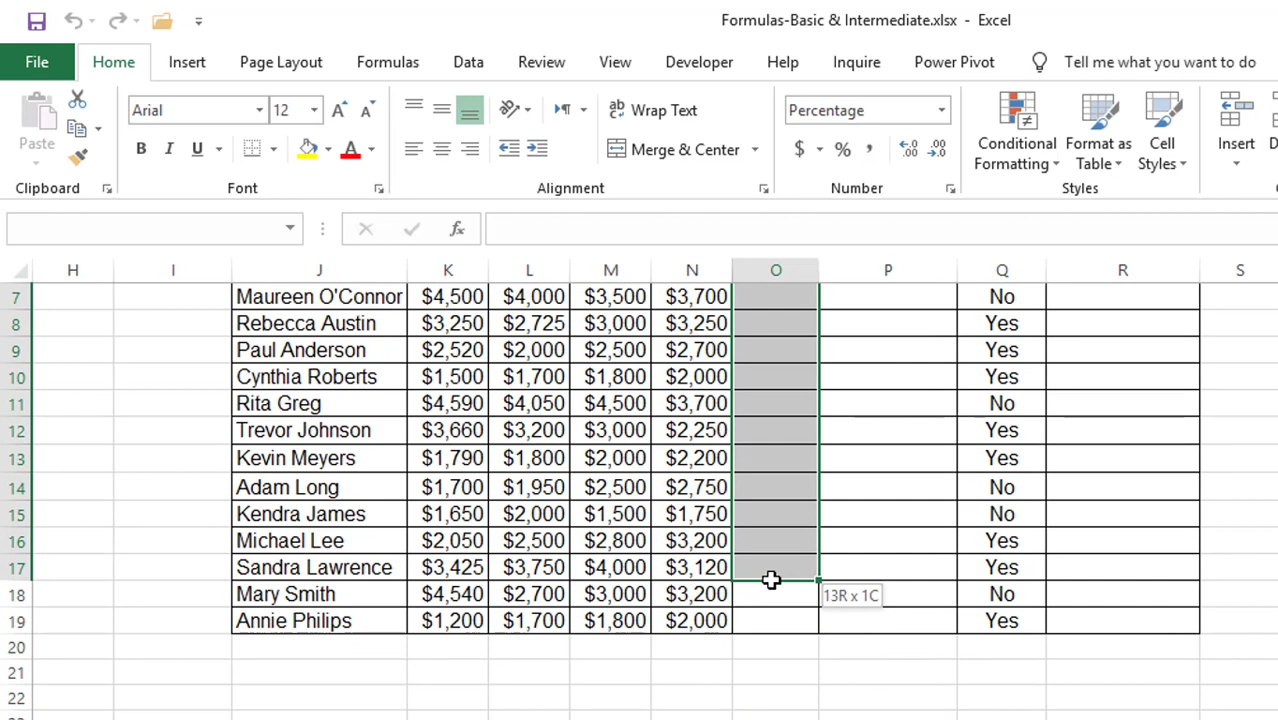 Formulas-Basic & Intermediate.xlsx - Excel
File Home Insert Page Layout Formulas Data Review View Developer Help Inquire Power Pivot Tell me what you want to do
Arial 12 Wrap Text Percentage
Paste Merge & Center $ % Conditional Formatting Format as Table Cell Styles Insert
Clipboard Font Alignment Number Styles
fx
H I J K L M N O P Q R S
7 Maureen O'Connor $4,500 $4,000 $3,500 $3,700 No
8 Rebecca Austin $3,250 $2,725 $3,000 $3,250 Yes
9 Paul Anderson $2,520 $2,000 $2,500 $2,700 Yes
10 Cynthia Roberts $1,500 $1,700 $1,800 $2,000 Yes
11 Rita Greg $4,590 $4,050 $4,500 $3,700 No
12 Trevor Johnson $3,660 $3,200 $3,000 $2,250 Yes
13 Kevin Meyers $1,790 $1,800 $2,000 $2,200 Yes
14 Adam Long $1,700 $1,950 $2,500 $2,750 No
15 Kendra James $1,650 $2,000 $1,500 $1,750 No
16 Michael Lee $2,050 $2,500 $2,800 $3,200 Yes
17 Sandra Lawrence $3,425 $3,750 $4,000 $3,120 Yes
18 Mary Smith $4,540 $2,700 $3,000 $3,200 13R x 1C No
19 Annie Philips $1,200 $1,700 $1,800 $2,000 Yes
20
21
22